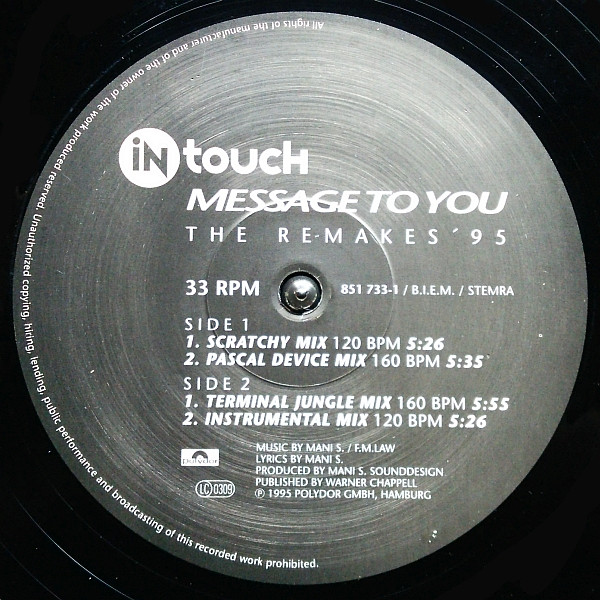 All rights of the manufacturer and of the owner of the work produced reserved. Unauthorized copying, hiring, lending, public performance and broadcasting of this recorded work prohibited.
iN touCH
MESSAGE TO YOU
THE RE-MAKES ´95
33 RPM 851 733-1 / B.I.E.M. / STEMRA
SIDE 1
1. SCRATCHY MIX 120 BPM 5:26
2. PASCAL DEVICE MIX 160 BPM 5:35
SIDE 2
1. TERMINAL JUNGLE MIX 160 BPM 5:55
2. INSTRUMENTAL MIX 120 BPM 5:26
MUSIC BY MANI S. / F.M.LAW
LYRICS BY MANI S.
PRODUCED BY MANI S. SOUNDDESIGN
PUBLISHED BY WARNER CHAPPELL
℗ 1995 POLYDOR GMBH, HAMBURG
polydor
LC 0309